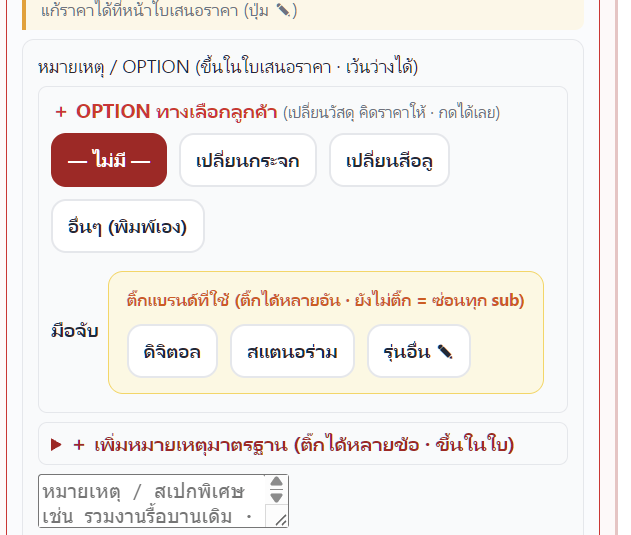 แก้ราคาได้ที่หน้าใบเสนอราคา (ปุ่ม ✎)
หมายเหตุ / OPTION (ขึ้นในใบเสนอราคา · เว้นว่างได้)
+ OPTION ทางเลือกลูกค้า (เปลี่ยนวัสดุ คิดราคาให้ · กดได้เลย)
— ไม่มี — เปลี่ยนกระจก เปลี่ยนสีอลู
อื่นๆ (พิมพ์เอง)
ติ๊กแบรนด์ที่ใช้ (ติ๊กได้หลายอัน · ยังไม่ติ๊ก = ซ่อนทุก sub)
มือจับ ดิจิตอล สแตนอร่าม รุ่นอื่น ✎
▶ + เพิ่มหมายเหตุมาตรฐาน (ติ๊กได้หลายข้อ · ขึ้นในใบ)
หมายเหตุ / สเปกพิเศษ
เช่น รวมงานรื้อบานเดิม ·